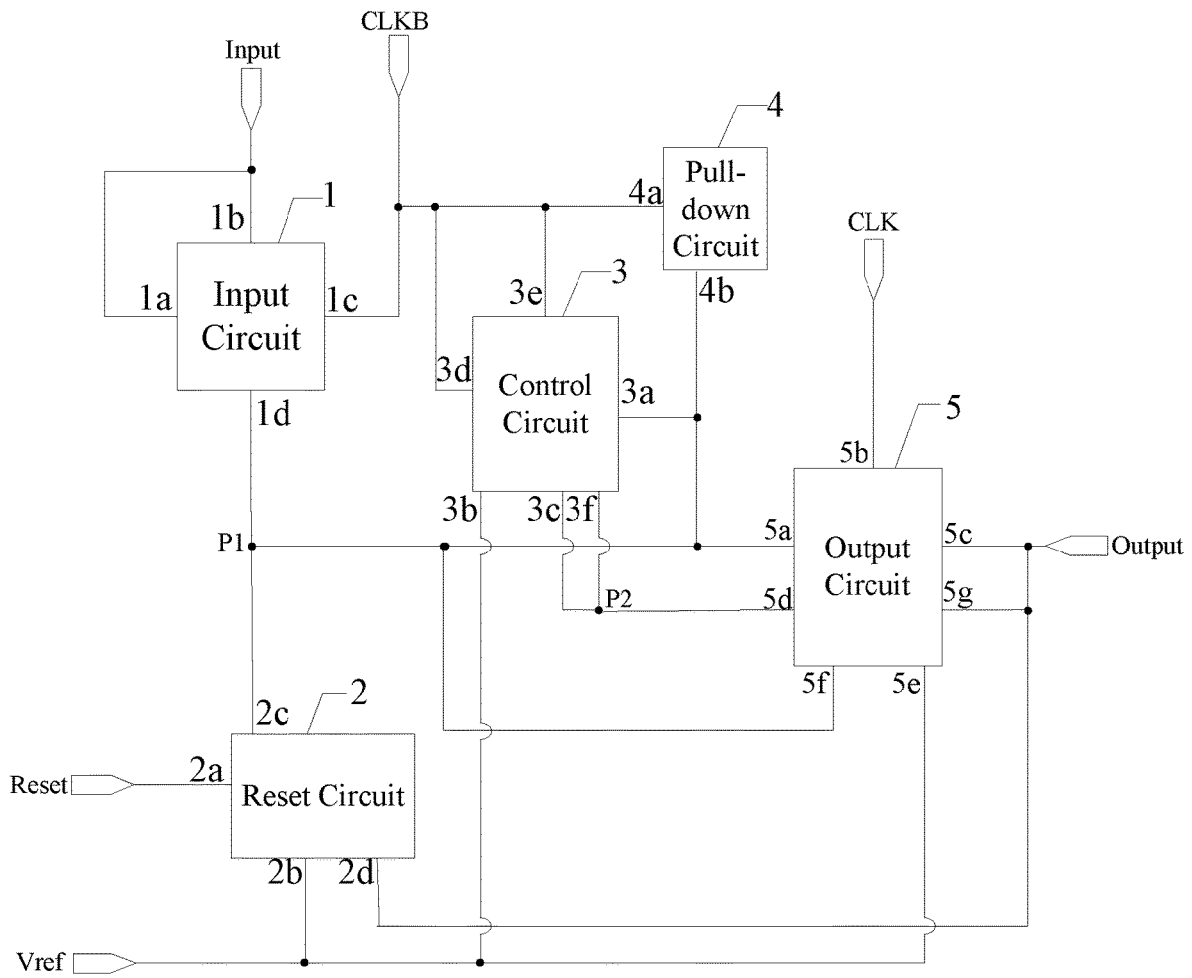 CLKB
Input
4
Pull-
down
Circuit
4a
4b
1
1b
1a
1c
1d
Input
Circuit
CLK
3
3e
3d
3a
Control
Circuit
3b
3c
3f
5
5b
5a
5c
Output
Circuit
Output
P1
P2
5d
5g
5f
5e
2
2c
2a
Reset
Reset Circuit
2b
2d
Vref